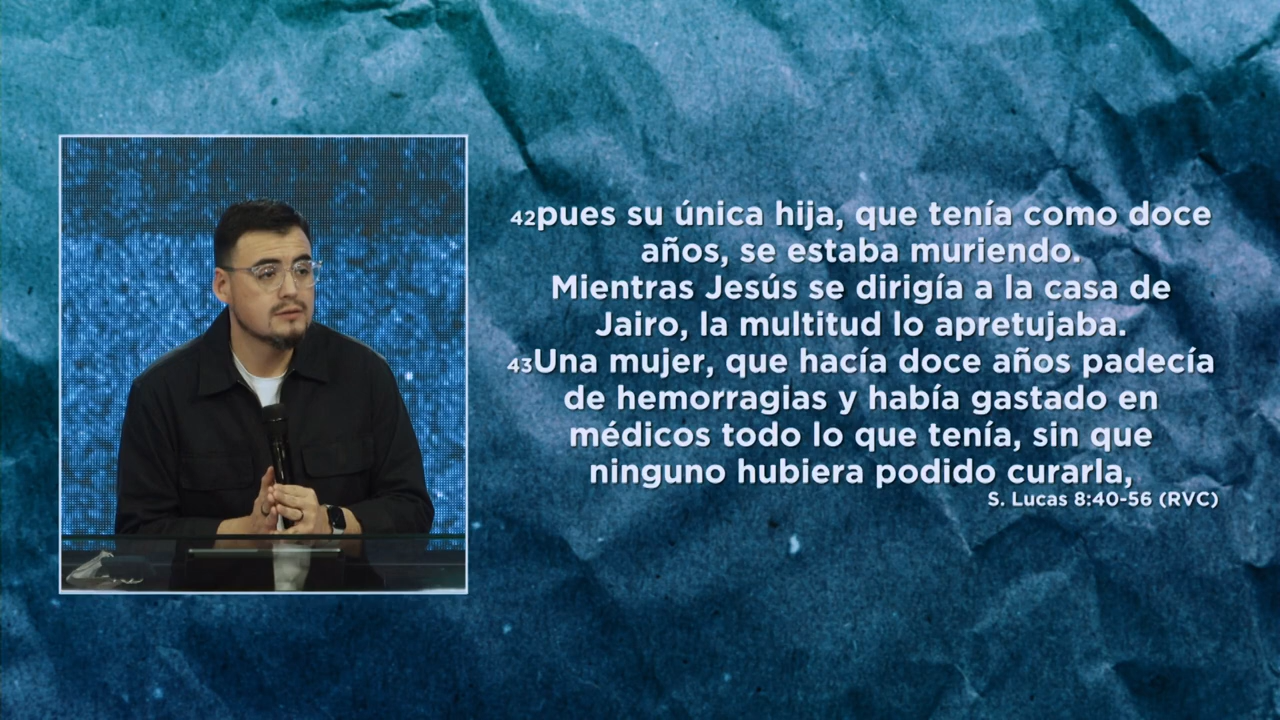 42pues su única hija, que tenía como doce
años, se estaba muriendo.
Mientras Jesús se dirigía a la casa de
Jairo, la multitud lo apretujaba.
43Una mujer, que hacía doce años padecía
de hemorragias y había gastado en
médicos todo lo que tenía, sin que
ninguno hubiera podido curarla,
S. Lucas 8:40-56 (RVC)